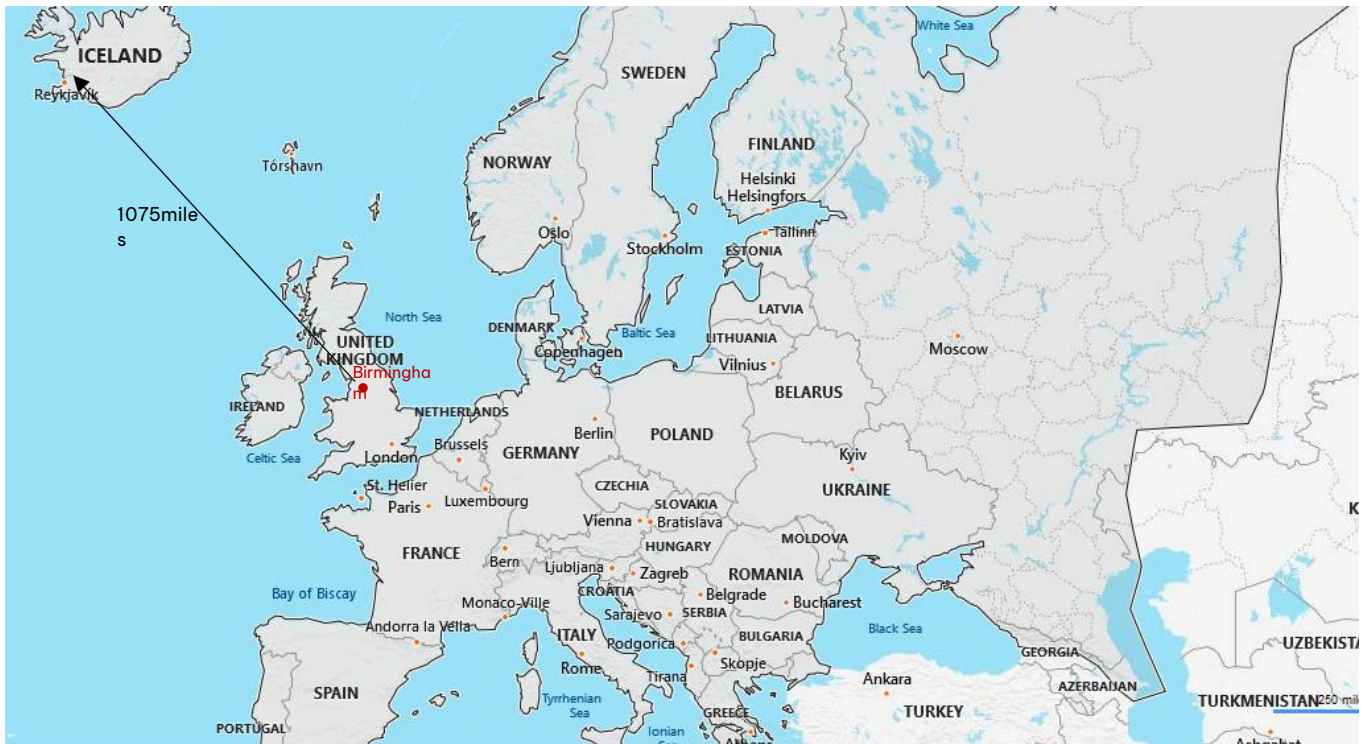 White Sea
ICELAND
Reykjavik
SWEDEN
FINLAND
NORWAY
Tórshavn
Helsinki
Helsingfors
1075mile
s
Oslo
Stockholm
Tallinn
ESTONIA
LATVIA
North Sea
DENMARK
Baltic Sea
LITHUANIA
Copenhagen
Vilnius
Moscow
UNITED
KINGDOM
Birmingha
m
BELARUS
IRELAND
NETHERLANDS
Berlin
POLAND
Celtic Sea
London
Brussels
GERMANY
Kyiv
UKRAINE
St. Helier
Paris
Luxembourg
CZECHIA
SLOVAKIA
Vienna
Bratislava
FRANCE
Bern
HUNGARY
MOLDOVA
Ljubljana
Zagreb
ROMANIA
CROATIA
Belgrade
Bucharest
Bay of Biscay
Monaco-Ville
Sarajevo
SERBIA
Andorra la Vella
ITALY
Podgorica
BULGARIA
Black Sea
Rome
Tirana
Skopje
GEORGIA
UZBEKISTA
SPAIN
Tyrrhenian
Sea
Ankara
AZERBAIJAN
TURKEY
TURKMENISTAN
250 mil
PORTUGAL
GREECE
Ionian
Athens
K